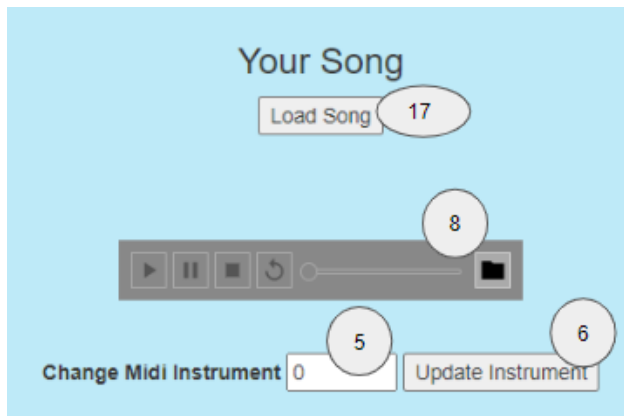 Your Song
Load Song 17
8
5
6
Change Midi Instrument 0 Update Instrument